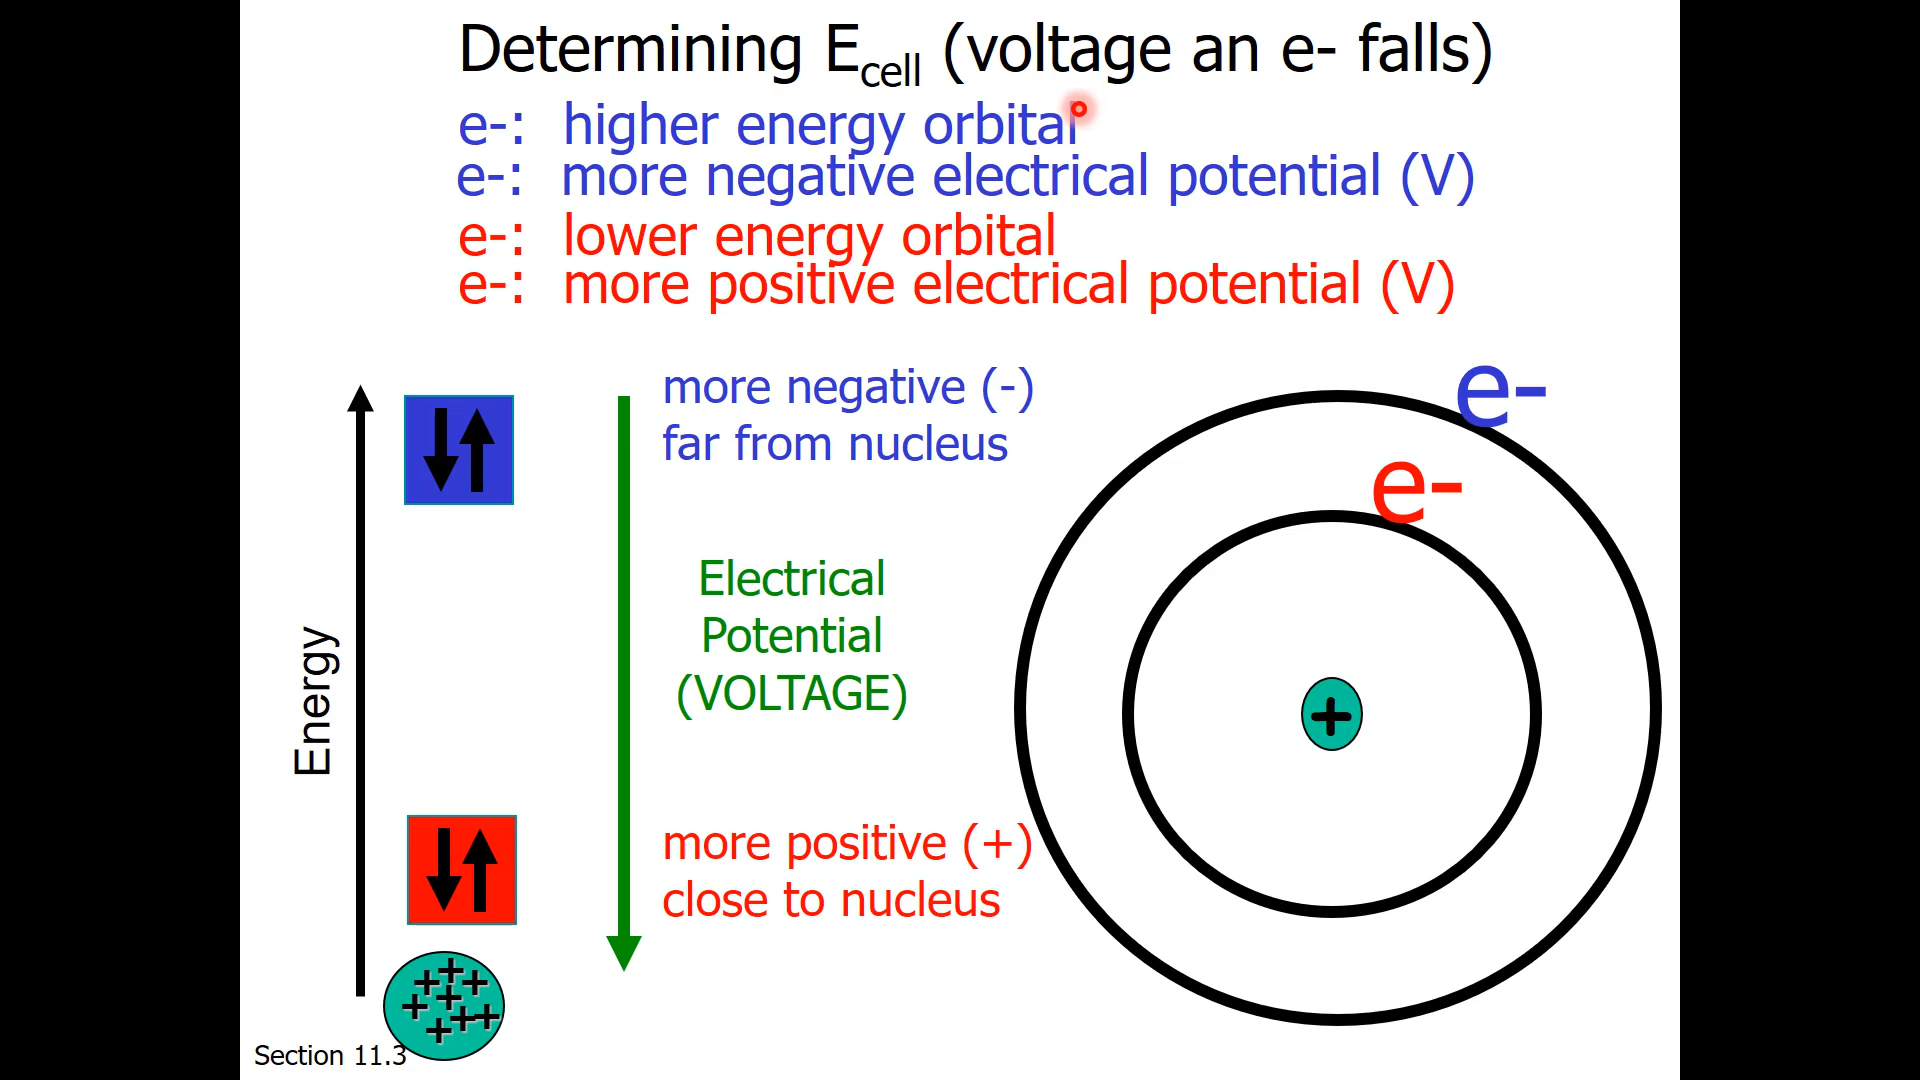 Determining Ecell (voltage an e- falls)
e-: higher energy orbital
e-: more negative electrical potential (V)
e-: lower energy orbital
e-: more positive electrical potential (V)
more negative (-)
far from nucleus
Electrical
Potential
(VOLTAGE)
more positive (+)
close to nucleus
Energy
e-
e-
+
+ + + + + + + +
Section 11.3